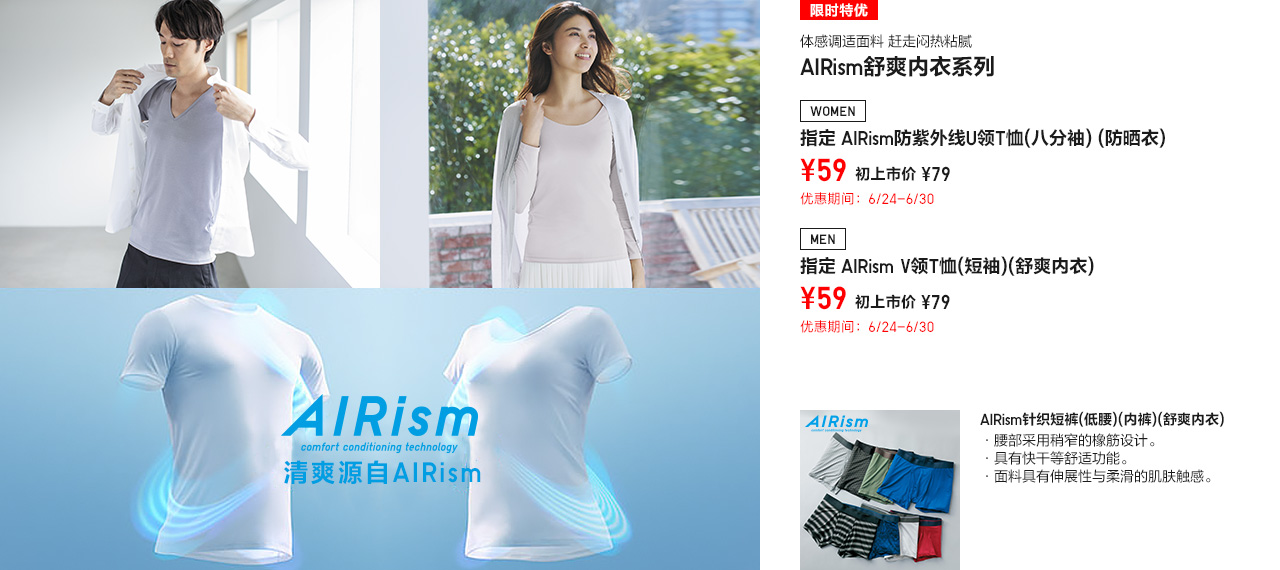 限时特优
体感调适面料 赶走闷热粘腻
AIRism舒爽内衣系列
WOMEN
指定 AIRism防紫外线U领T恤(八分袖) (防晒衣)
¥59 初上市价 ¥79
优惠期间：6/24-6/30
MEN
指定 AIRism V领T恤(短袖)(舒爽内衣)
¥59 初上市价 ¥79
优惠期间：6/24-6/30
AIRism
comfort conditioning technology
清爽源自AIRism
AIRism
comfort conditioning technology
AIRism针织短裤(低腰)(内裤)(舒爽内衣)
·腰部采用稍窄的橡筋设计。
·具有快干等舒适功能。
·面料具有伸展性与柔滑的肌肤触感。